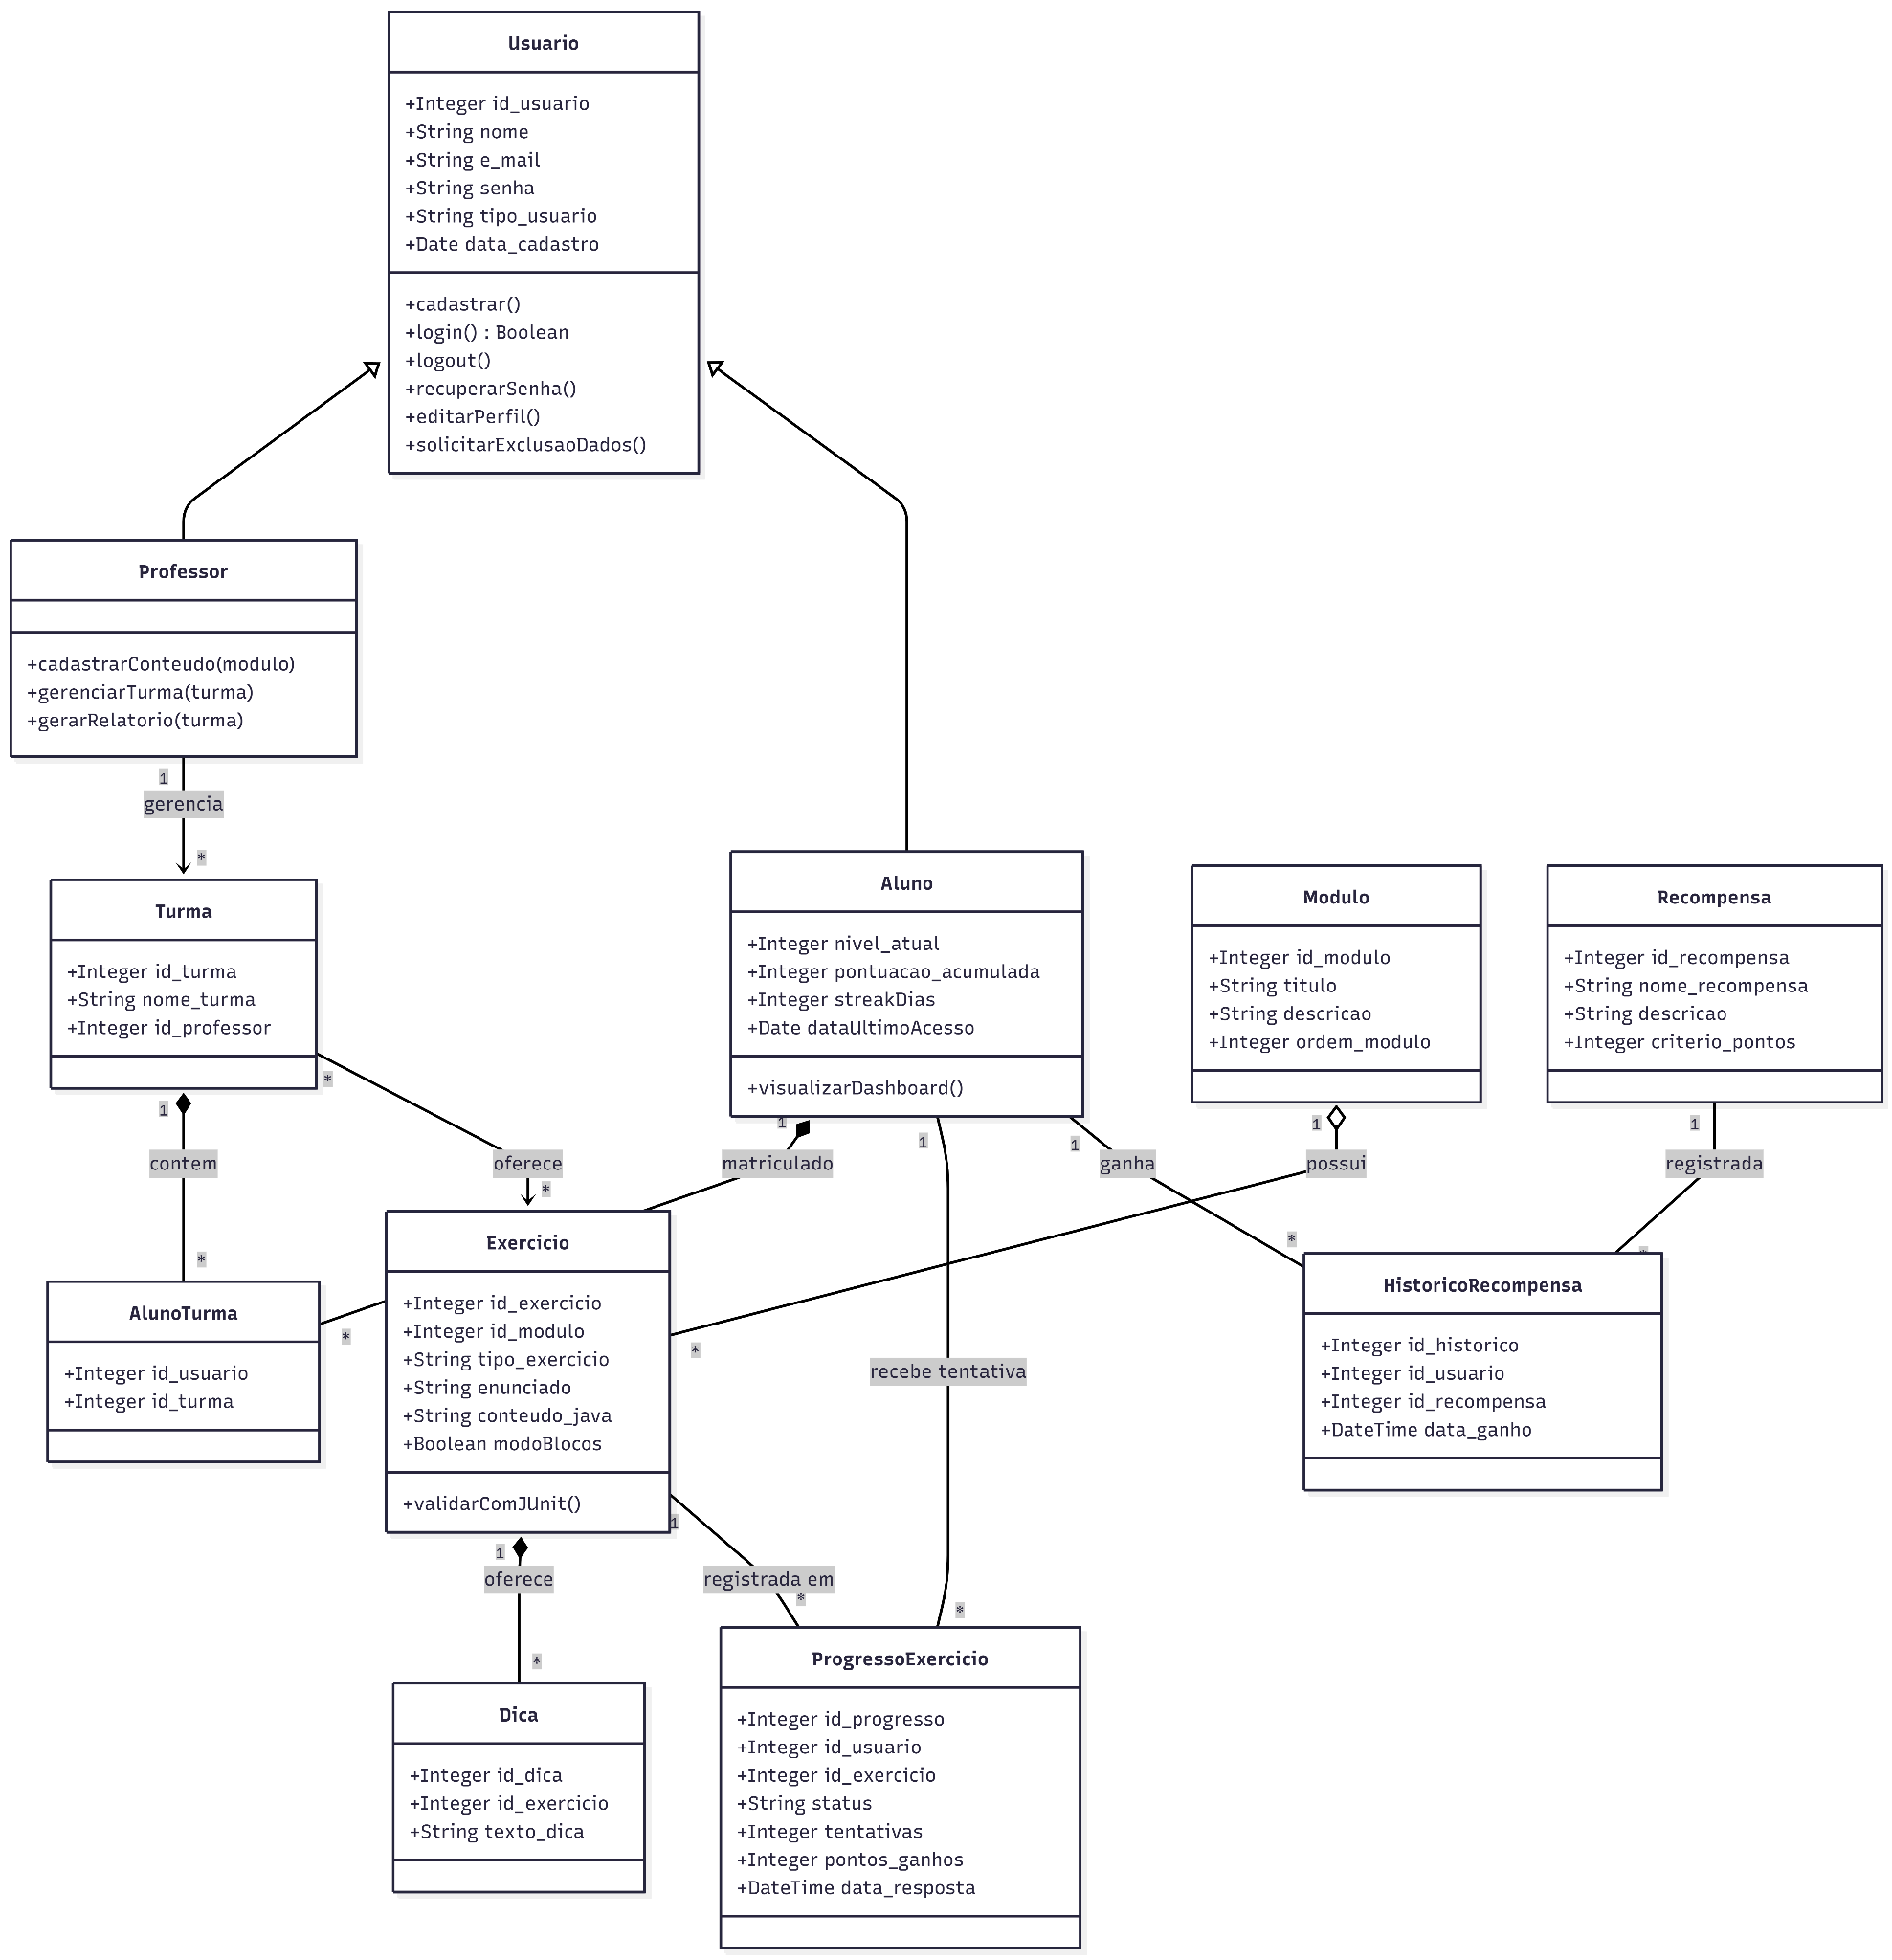 Usuario
+Integer id_usuario
+String nome
+String e_mail
+String senha
+String tipo_usuario
+Date data_cadastro
+cadastrar()
+login() : Boolean
+logout()
+recuperarSenha()
+editarPerfil()
+solicitarExclusaoDados()
Professor
+cadastrarConteudo(modulo)
+gerenciarTurma(turma)
+gerarRelatorio(turma)
1
gerencia
*
Turma
+Integer id_turma
+String nome_turma
+Integer id_professor
Aluno
+Integer nivel_atual
+Integer pontuacao_acumulada
+Integer streakDias
+Date dataUltimoAcesso
+visualizarDashboard()
Modulo
+Integer id_modulo
+String titulo
+String descricao
+Integer ordem_modulo
Recompensa
+Integer id_recompensa
+String nome_recompensa
+String descricao
+Integer criterio_pontos
1
contem
*
*
oferece
*
1
matriculado
*
1
recebe tentativa
*
1
ganha
*
1
possui
*
1
registrada
*
AlunoTurma
+Integer id_usuario
+Integer id_turma
Exercicio
+Integer id_exercicio
+Integer id_modulo
+String tipo_exercicio
+String enunciado
+String conteudo_java
+Boolean modoBlocos
+validarComJUnit()
HistoricoRecompensa
+Integer id_historico
+Integer id_usuario
+Integer id_recompensa
+DateTime data_ganho
1
oferece
*
1
registrada em
*
Dica
+Integer id_dica
+Integer id_exercicio
+String texto_dica
ProgressoExercicio
+Integer id_progresso
+Integer id_usuario
+Integer id_exercicio
+String status
+Integer tentativas
+Integer pontos_ganhos
+DateTime data_resposta